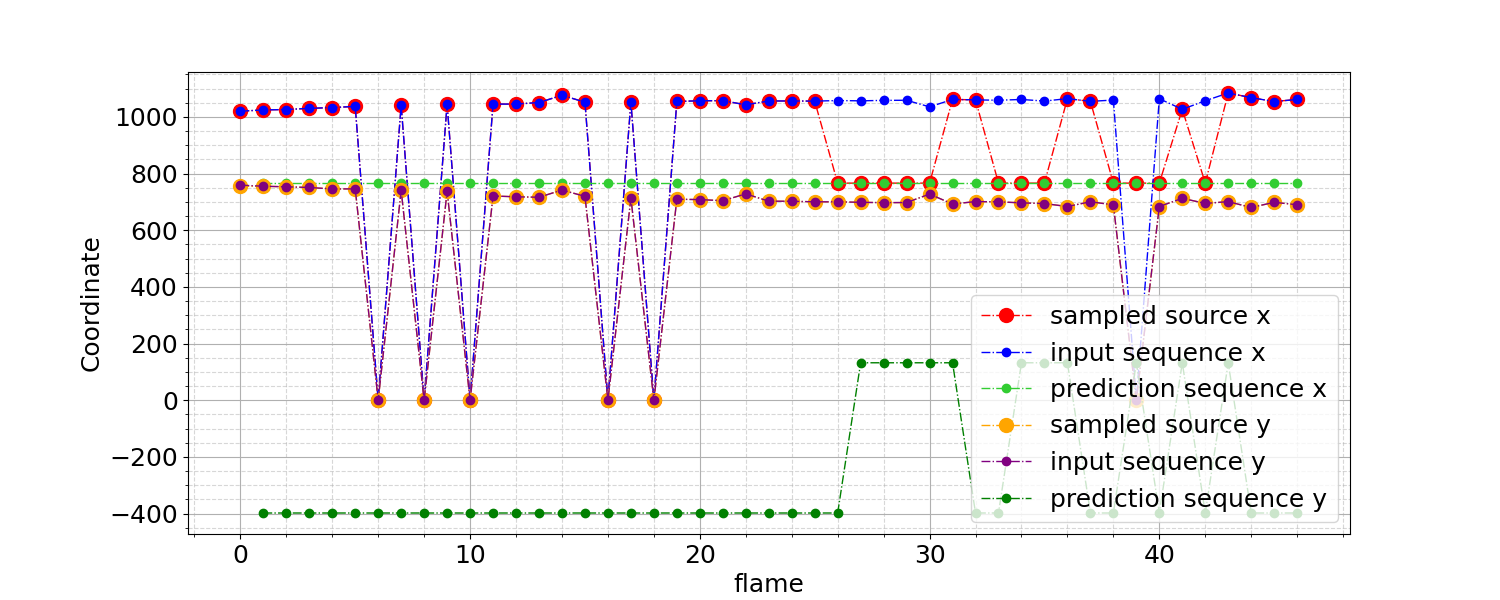 Coordinate
1000
800
600
400
200
0
−200
−400
0 10 20 30 40
flame
sampled source x
input sequence x
prediction sequence x
sampled source y
input sequence y
prediction sequence y